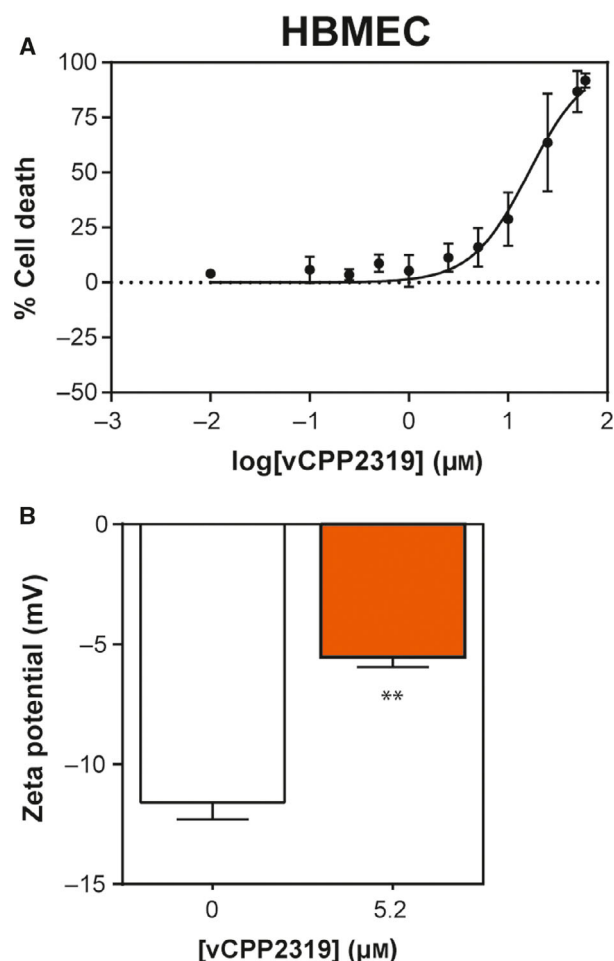 A
HBMEC
% Cell death
100
75
50
25
0
–25
–50
–3 –2 –1 0 1 2
log[vCPP2319] (μM)
B
Zeta potential (mV)
0
–5
–10
–15
**
0 5.2
[vCPP2319] (μM)